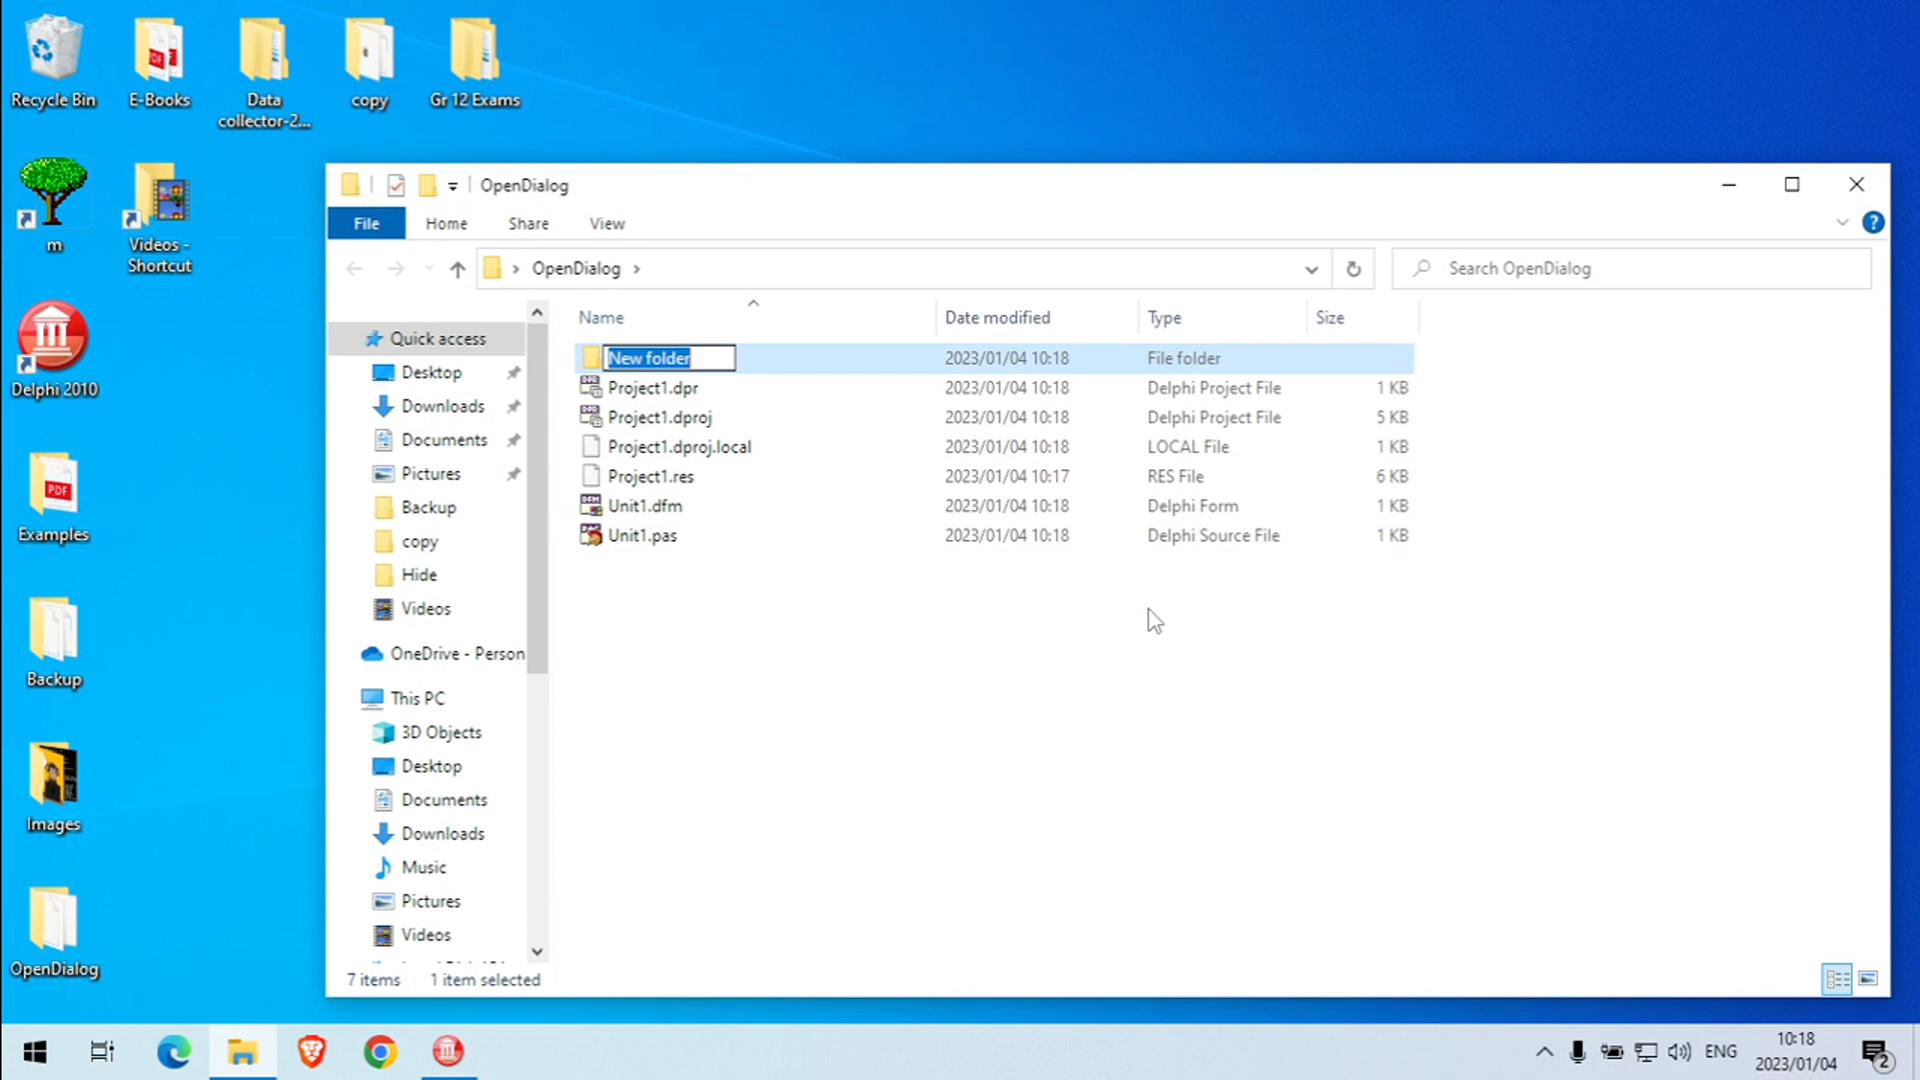 Recycle Bin
E-Books
Data
collector-2...
copy
Gr 12 Exams
m
Videos -
Shortcut
Delphi 2010
Examples
Backup
Images
OpenDialog
OpenDialog
File
Home
Share
View
OpenDialog
Search OpenDialog
Name
Date modified
Type
Size
New folder
2023/01/04 10:18
File folder
Project1.dpr
2023/01/04 10:18
Delphi Project File
1 KB
Project1.dproj
2023/01/04 10:18
Delphi Project File
5 KB
Project1.dproj.local
2023/01/04 10:18
LOCAL File
1 KB
Project1.res
2023/01/04 10:17
RES File
6 KB
Unit1.dfm
2023/01/04 10:18
Delphi Form
1 KB
Unit1.pas
2023/01/04 10:18
Delphi Source File
1 KB
Quick access
Desktop
Downloads
Documents
Pictures
Backup
copy
Hide
Videos
OneDrive - Person
This PC
3D Objects
Desktop
Documents
Downloads
Music
Pictures
Videos
7 items
1 item selected
ENG
10:18
2023/01/04
2